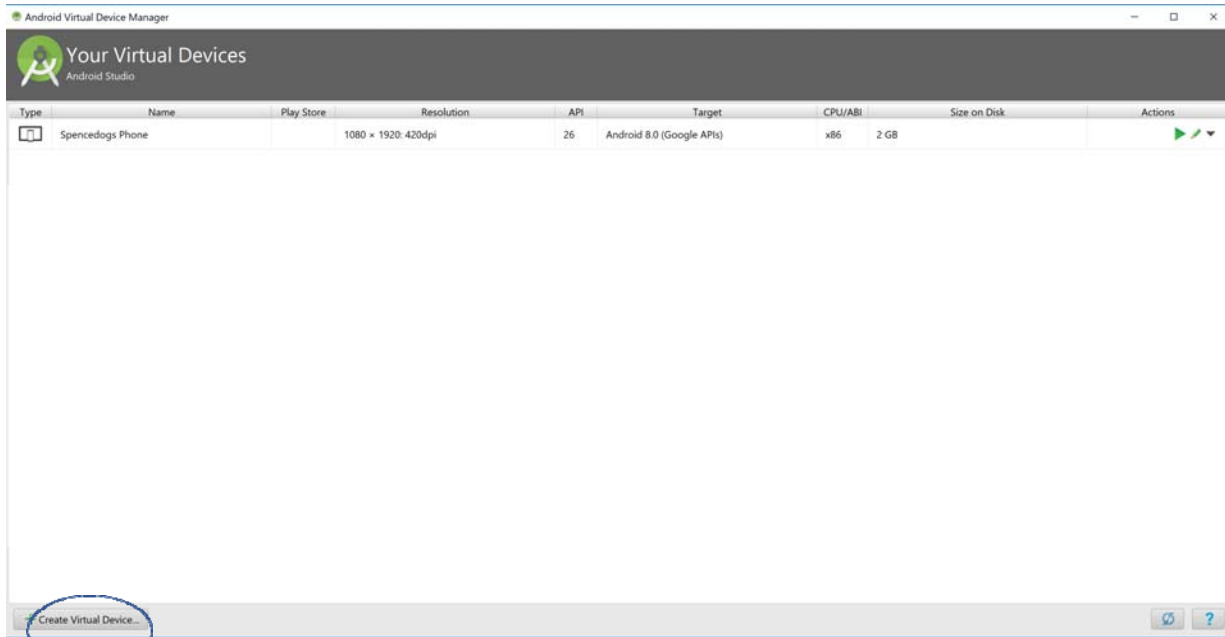 Android Virtual Device Manager
Your Virtual Devices
Android Studio
Type Name Play Store Resolution API Target CPU/ABI Size on Disk Actions
Spencedogs Phone 1080 × 1920: 420dpi 26 Android 8.0 (Google APIs) x86 2 GB
+ Create Virtual Device... ?